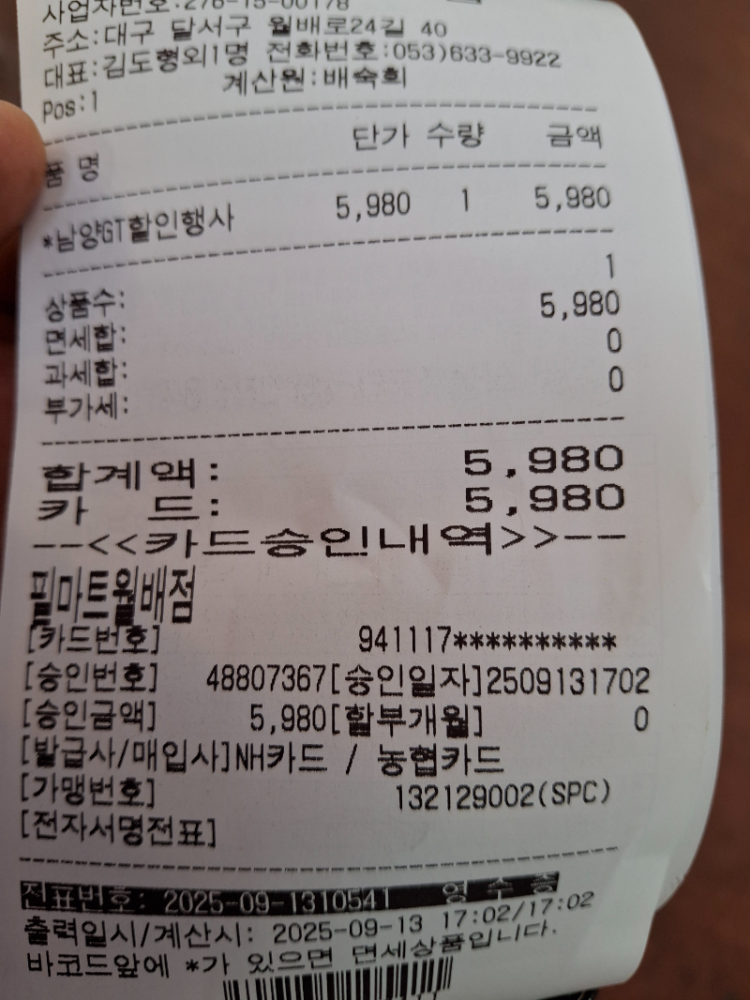 사업자번호:276-15-00178
주소:대구 달서구 월배로24길 40
대표:김도형외1명 전화번호:053)633-9922
Pos:1 계산원:배숙희
품 명 단가 수량 금액
*남양GT할인행사 5,980 1 5,980
상품수: 1
면세합: 5,980
과세합: 0
부가세: 0
합계액: 5,980
카 드: 5,980
--<<카드승인내역>>--
필마트월배점
[카드번호] 941117**********
[승인번호] 48807367[승인일자]2509131702
[승인금액] 5,980[할부개월] 0
[발급사/매입사]NH카드 / 농협카드
[가맹번호] 132129002(SPC)
[전자서명전표]
전표번호: 2025-09-1310541 영 수 증
출력일시/계산시: 2025-09-13 17:02/17:02
바코드앞에 *가 있으면 면세상품입니다.